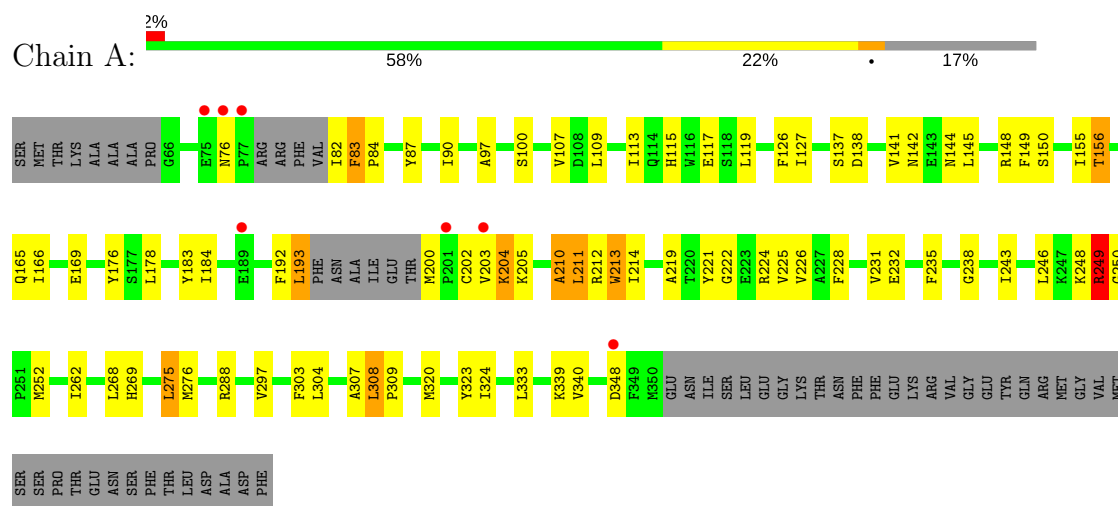 2%
Chain A:
58% 22% • 17%
SER MET THR LYS ALA ALA ALA PRO G66 E75 N76 P77 ARG ARG PHE VAL I82 F83 P84 Y87 I90 A97 S100 V107 D108 L109 I113 Q114 H115 W116 E117 S118 L119 F126 I127 S137 D138 V141 N142 E143 N144 L145 R148 F149 S150 I155 T156
Q165 I166 E169 Y176 S177 L178 Y183 I184 E189 F192 L193 PHE ASN ALA ILE GLU THR M200 P201 C202 V203 K204 K205 A210 L211 R212 W213 I214 A219 T220 Y221 G222 E223 R224 V225 V226 A227 F228 V231 E232 F235 G238 I243 L246 K247 K248 R249 G250
P251 M252 I262 L268 H269 L275 M276 R288 V297 F303 L304 A307 L308 P309 M320 Y323 I324 L333 K339 V340 D348 F349 M350 GLU ASN ILE SER LEU GLU GLY LYS THR ASN PHE PHE GLU LYS ARG VAL GLY GLU TYR GLN ARG MET GLY VAL MET
SER SER PRO THR GLU ASN SER PHE THR LEU ASP ALA ASP PHE